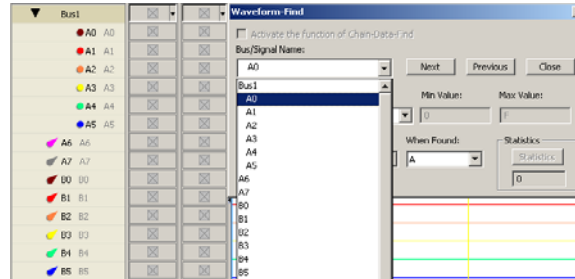 Bus1
A0 A0
A1 A1
A2 A2
A3 A3
A4 A4
A5 A5
A6 A6
A7 A7
B0 B0
B1 B1
B2 B2
B3 B3
B4 B4
B5 B5
Waveform-Find
Activate the function of Chain-Data-Find
Bus/Signal Name:
A0
Next
Previous
Close
Bus1
A0
A1
A2
A3
A4
A5
A6
A7
B0
B1
B2
B3
B4
B5
Min Value:
Max Value:
0
F
When Found:
A
Statistics
Statistics
0